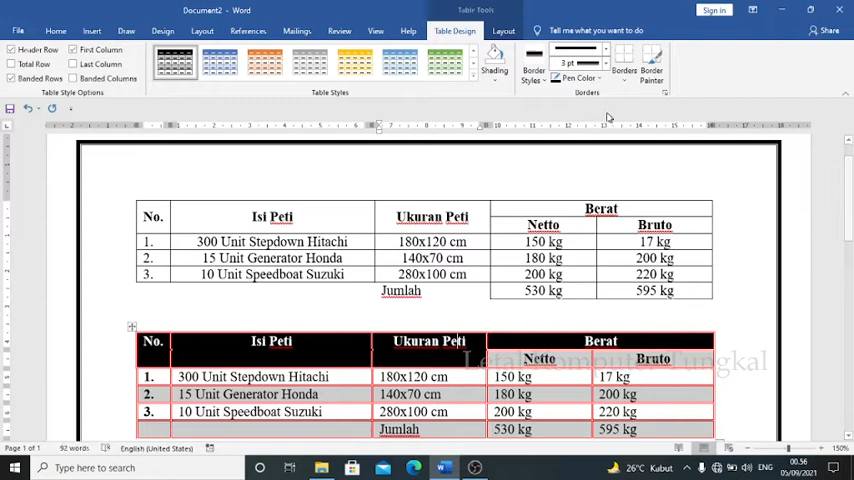 Document2 - Word
Table Tools
Sign in
File
Home
Insert
Draw
Design
Layout
References
Mailings
Review
View
Help
Table Design
Layout
Tell me what you want to do
Share
Header Row
First Column
Total Row
Last Column
Banded Rows
Banded Columns
Shading
Border Styles
3 pt
Pen Color
Borders
Border Painter
Table Style Options
Table Styles
Borders
No. Isi Peti Ukuran Peti Berat
Netto Bruto
1. 300 Unit Stepdown Hitachi 180x120 cm 150 kg 17 kg
2. 15 Unit Generator Honda 140x70 cm 180 kg 200 kg
3. 10 Unit Speedboat Suzuki 280x100 cm 200 kg 220 kg
Jumlah 530 kg 595 kg
No. Isi Peti Ukuran Peti Berat
Netto Bruto
1. 300 Unit Stepdown Hitachi 180x120 cm 150 kg 17 kg
2. 15 Unit Generator Honda 140x70 cm 180 kg 200 kg
3. 10 Unit Speedboat Suzuki 280x100 cm 200 kg 220 kg
Jumlah 530 kg 595 kg
Page 1 of 1 92 words English (United States) 150%
Type here to search
26°C Kabut
ENG
00.56
05/09/2021